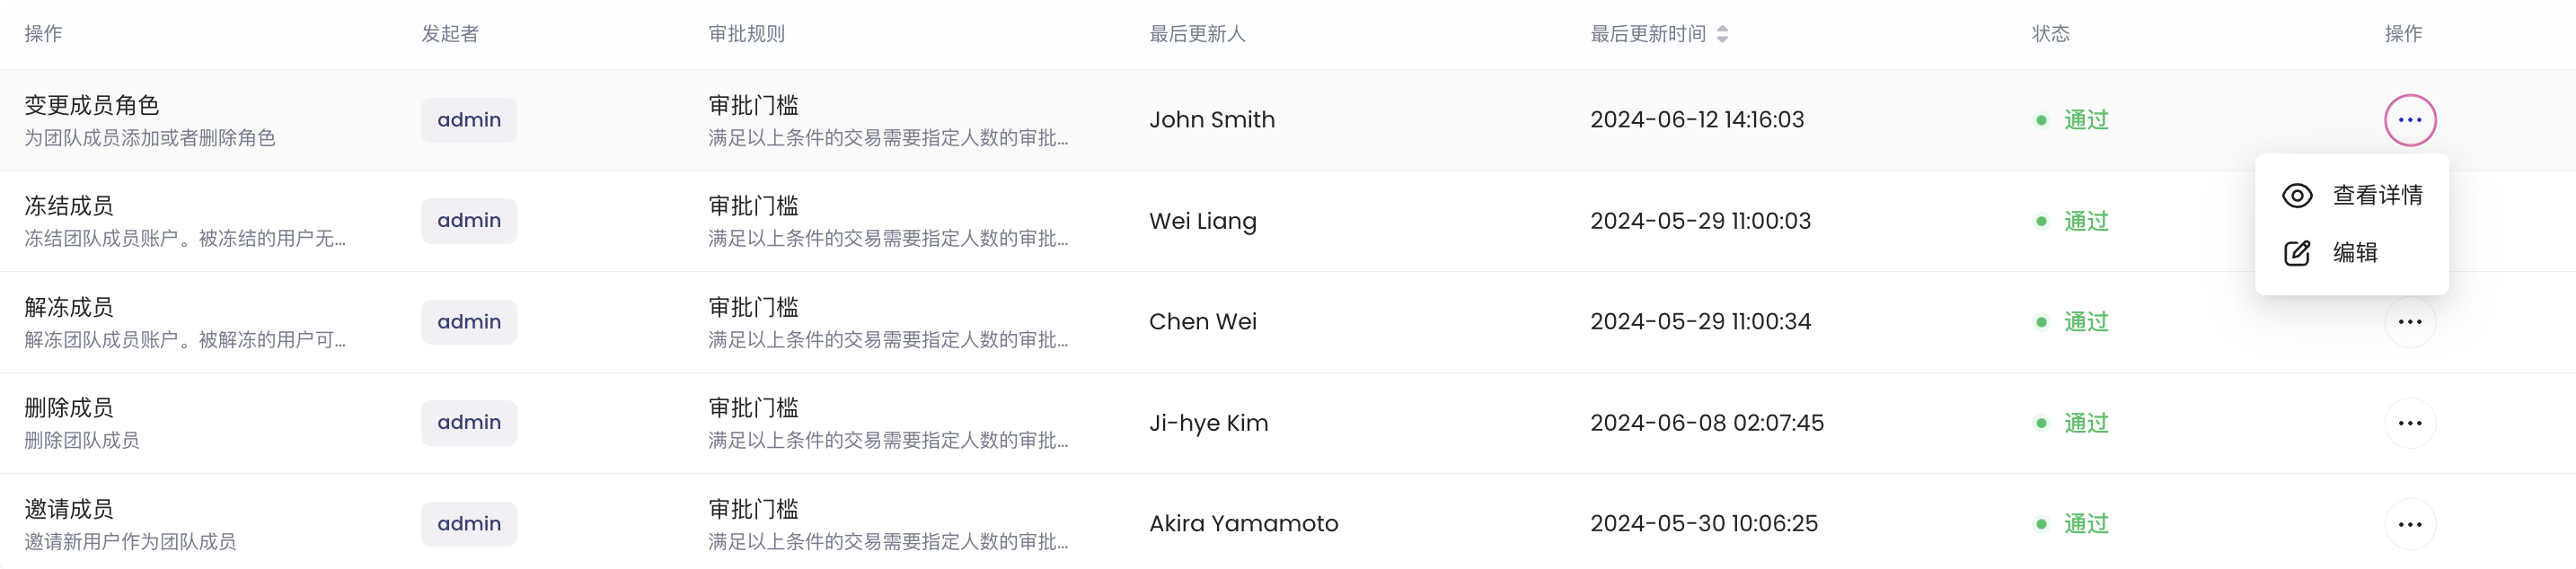 操作 发起者 审批规则 最后更新人 最后更新时间 状态 操作
变更成员角色
为团队成员添加或者删除角色
admin
审批门槛
满足以上条件的交易需要指定人数的审批...
John Smith
2024-06-12 14:16:03
通过
查看详情
编辑
冻结成员
冻结团队成员账户。被冻结的用户无...
admin
审批门槛
满足以上条件的交易需要指定人数的审批...
Wei Liang
2024-05-29 11:00:03
通过
解冻成员
解冻团队成员账户。被解冻的用户可...
admin
审批门槛
满足以上条件的交易需要指定人数的审批...
Chen Wei
2024-05-29 11:00:34
通过
删除成员
删除团队成员
admin
审批门槛
满足以上条件的交易需要指定人数的审批...
Ji-hye Kim
2024-06-08 02:07:45
通过
邀请成员
邀请新用户作为团队成员
admin
审批门槛
满足以上条件的交易需要指定人数的审批...
Akira Yamamoto
2024-05-30 10:06:25
通过